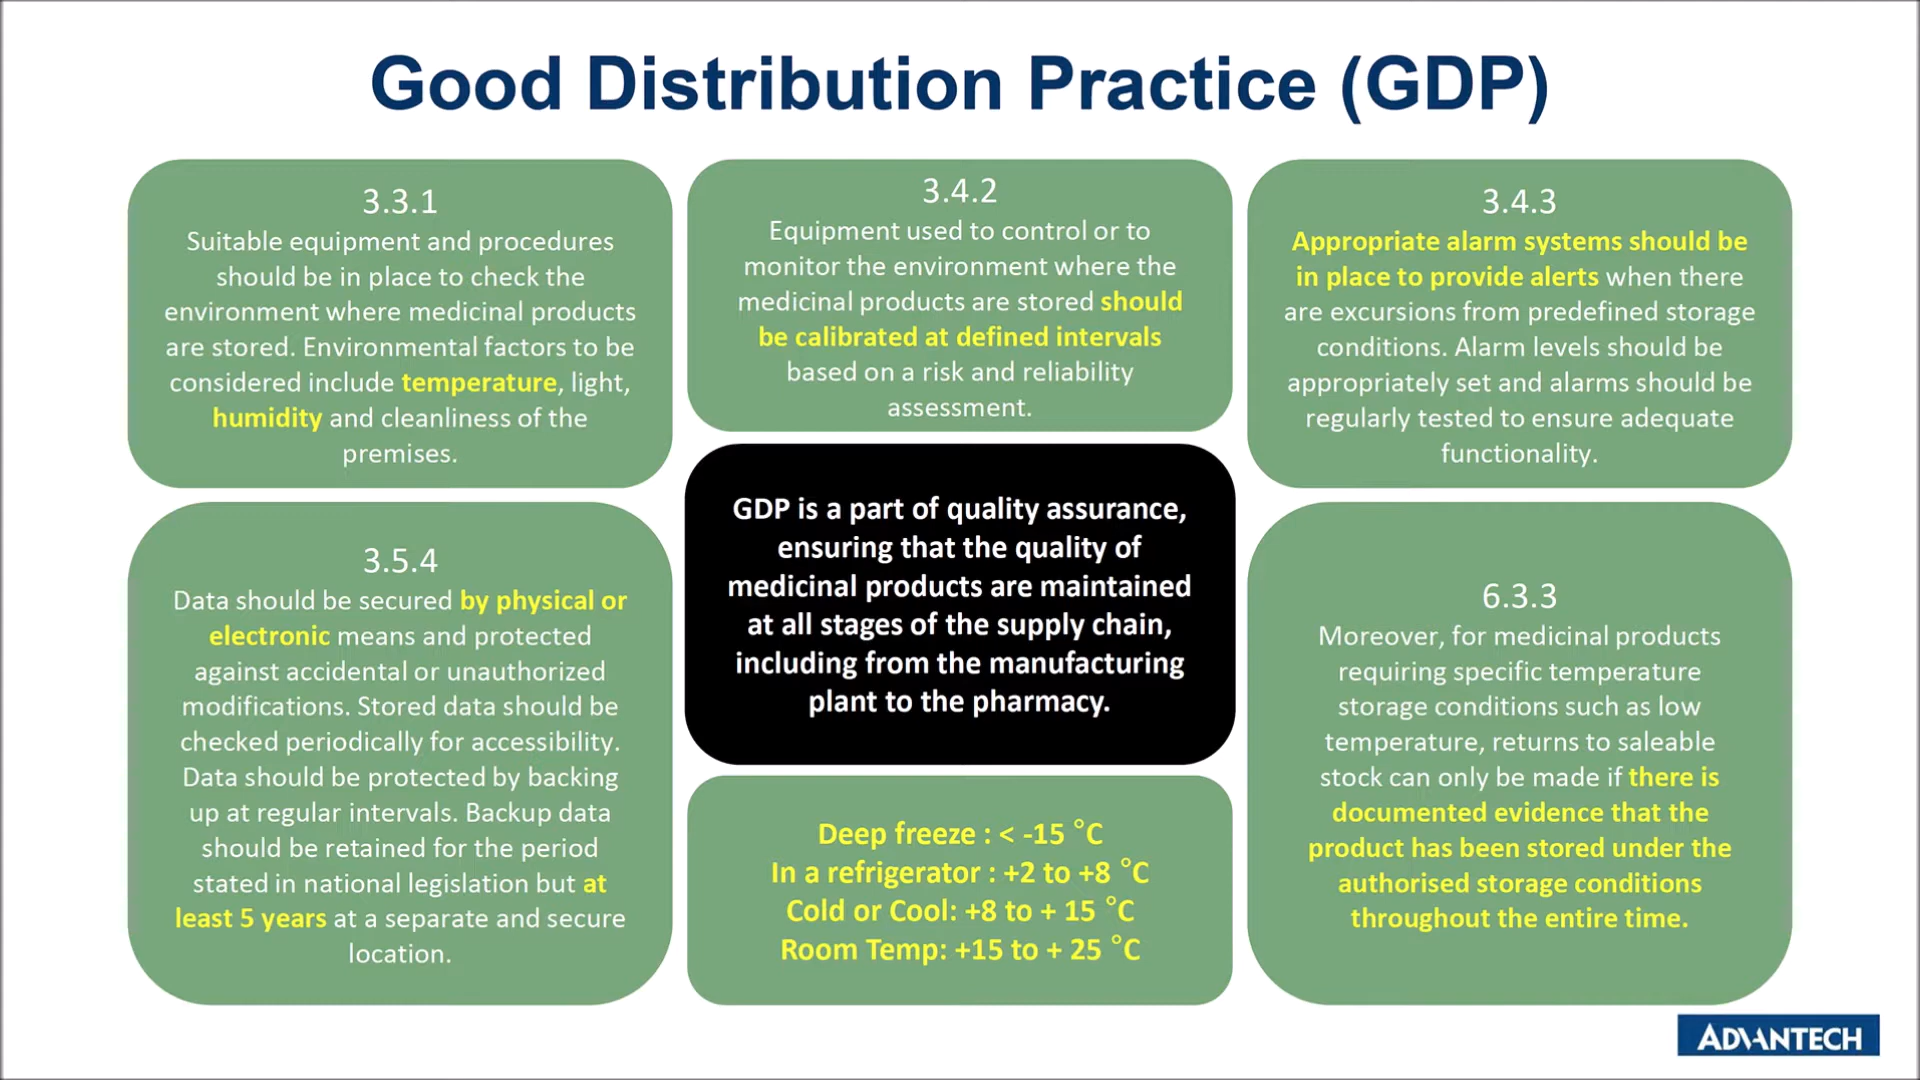 Good Distribution Practice (GDP)
3.3.1
Suitable equipment and procedures
should be in place to check the
environment where medicinal products
are stored. Environmental factors to be
considered include temperature, light,
humidity and cleanliness of the
premises.
3.4.2
Equipment used to control or to
monitor the environment where the
medicinal products are stored should
be calibrated at defined intervals
based on a risk and reliability
assessment.
3.4.3
Appropriate alarm systems should be
in place to provide alerts when there
are excursions from predefined storage
conditions. Alarm levels should be
appropriately set and alarms should be
regularly tested to ensure adequate
functionality.
3.5.4
Data should be secured by physical or
electronic means and protected
against accidental or unauthorized
modifications. Stored data should be
checked periodically for accessibility.
Data should be protected by backing
up at regular intervals. Backup data
should be retained for the period
stated in national legislation but at
least 5 years at a separate and secure
location.
GDP is a part of quality assurance,
ensuring that the quality of
medicinal products are maintained
at all stages of the supply chain,
including from the manufacturing
plant to the pharmacy.
Deep freeze : < -15 °C
In a refrigerator : +2 to +8 °C
Cold or Cool: +8 to + 15 °C
Room Temp: +15 to + 25 °C
6.3.3
Moreover, for medicinal products
requiring specific temperature
storage conditions such as low
temperature, returns to saleable
stock can only be made if there is
documented evidence that the
product has been stored under the
authorised storage conditions
throughout the entire time.
ADVANTECH